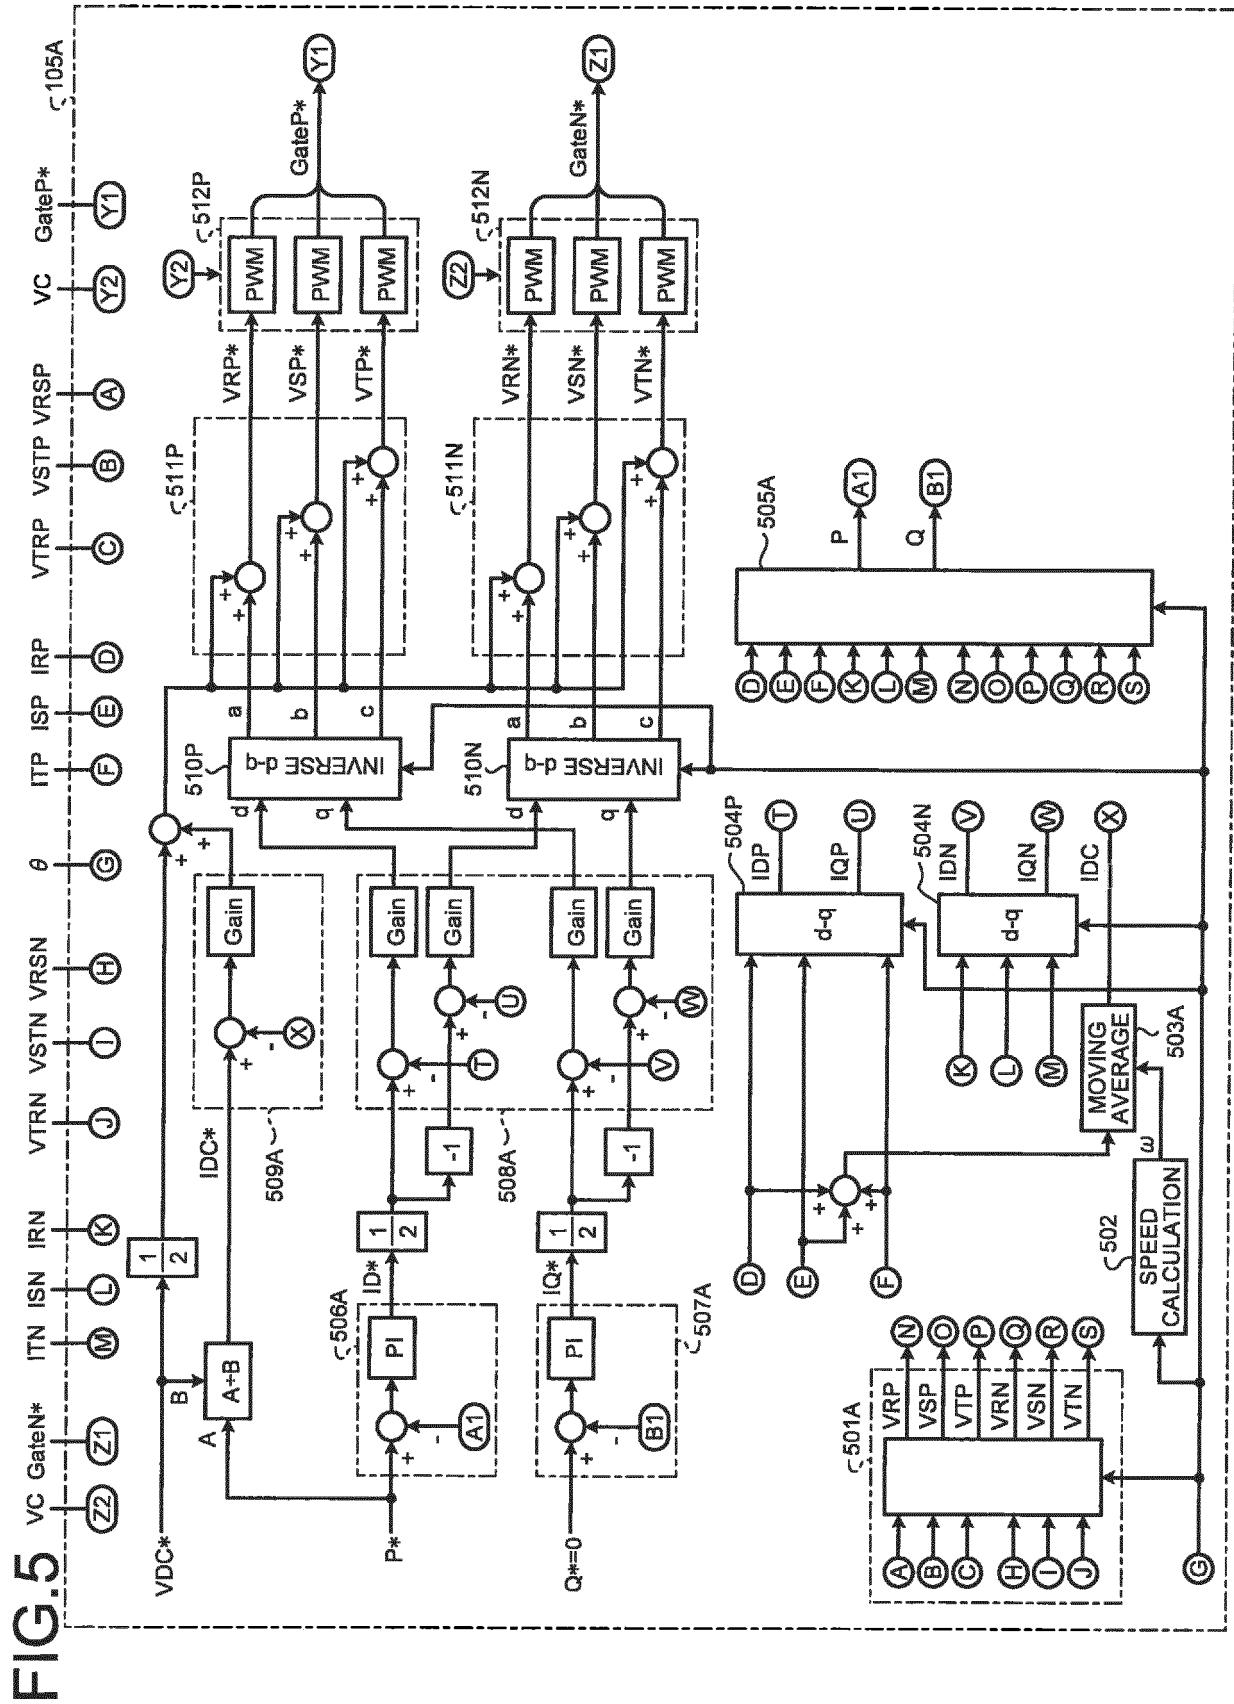 FIG.5
105A
VC
Z2
GateN*
Z1
ITN
M
ISN
L
IRN
K
VTRN
J
VSTN
I
VRSN
H
θ
G
ITP
F
ISP
E
IRP
D
VTRP
C
VSTP
B
VRSP
A
VC
Y2
GateP*
Y1
VDC*
B
A
A÷B
1
2
IDC*
509A
+
-
X
Gain
+
+
P*
506A
+
-
A1
PI
ID*
1
2
-1
508A
+
-
T
+
-
U
Gain
Gain
Q*=0
507A
+
-
B1
PI
IQ*
1
2
-1
+
-
V
+
-
W
Gain
Gain
510P
d
q
INVERSE d-q
a
b
c
511P
+
+
+
+
+
+
VRP*
VSP*
VTP*
512P
Y2
PWM
PWM
PWM
GateP*
Y1
510N
d
q
INVERSE d-q
a
b
c
511N
+
+
+
+
+
+
VRN*
VSN*
VTN*
512N
Z2
PWM
PWM
PWM
GateN*
Z1
501A
A
B
C
H
I
J
VRP
N
VSP
O
VTP
P
VRN
Q
VSN
R
VTN
S
G
502
SPEED
CALCULATION
ω
D
E
F
+
+
+
MOVING
AVERAGE
503A
504P
d-q
IDP
T
IQP
U
K
L
M
504N
d-q
IDN
V
IQN
W
IDC
X
505A
D
E
F
K
L
M
N
O
P
Q
R
S
P
A1
Q
B1